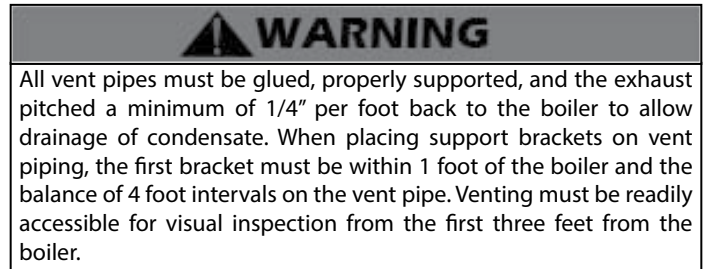 WARNING
All vent pipes must be glued, properly supported, and the exhaust
pitched a minimum of 1/4” per foot back to the boiler to allow
drainage of condensate. When placing support brackets on vent
piping, the first bracket must be within 1 foot of the boiler and the
balance of 4 foot intervals on the vent pipe. Venting must be readily
accessible for visual inspection from the first three feet from the
boiler.